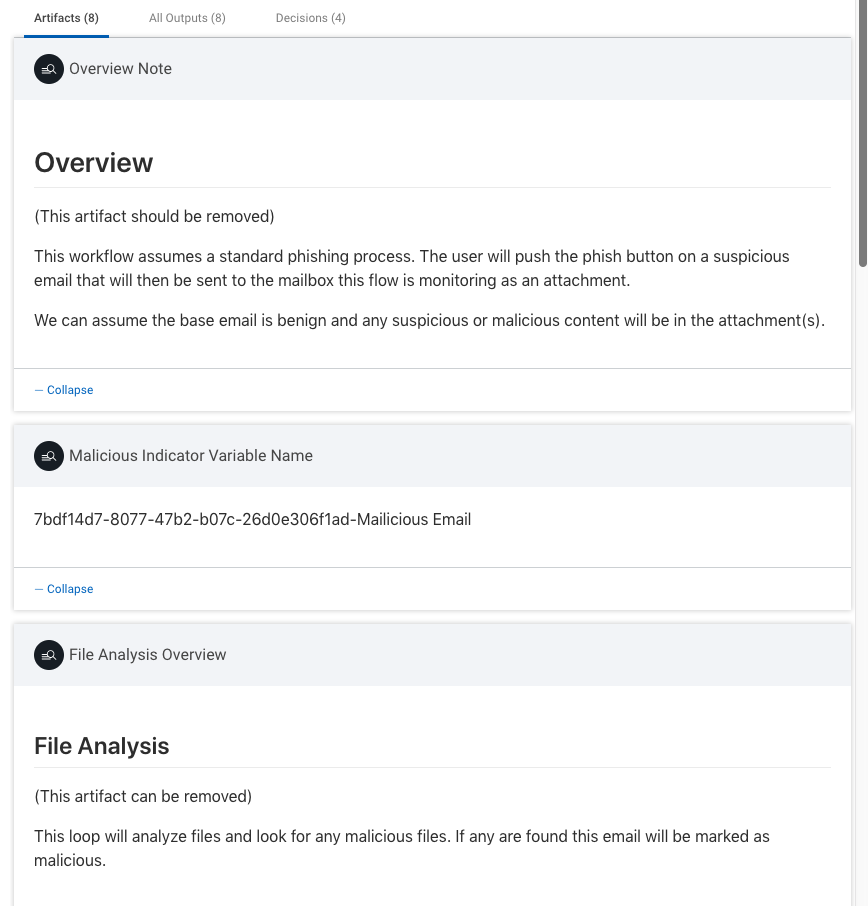 Artifacts (8)
All Outputs (8)
Decisions (4)
Overview Note
Overview
(This artifact should be removed)
This workflow assumes a standard phishing process. The user will push the phish button on a suspicious
email that will then be sent to the mailbox this flow is monitoring as an attachment.
We can assume the base email is benign and any suspicious or malicious content will be in the attachment(s).
— Collapse
Malicious Indicator Variable Name
7bdf14d7-8077-47b2-b07c-26d0e306f1ad-Mailicious Email
— Collapse
File Analysis Overview
File Analysis
(This artifact can be removed)
This loop will analyze files and look for any malicious files. If any are found this email will be marked as
malicious.